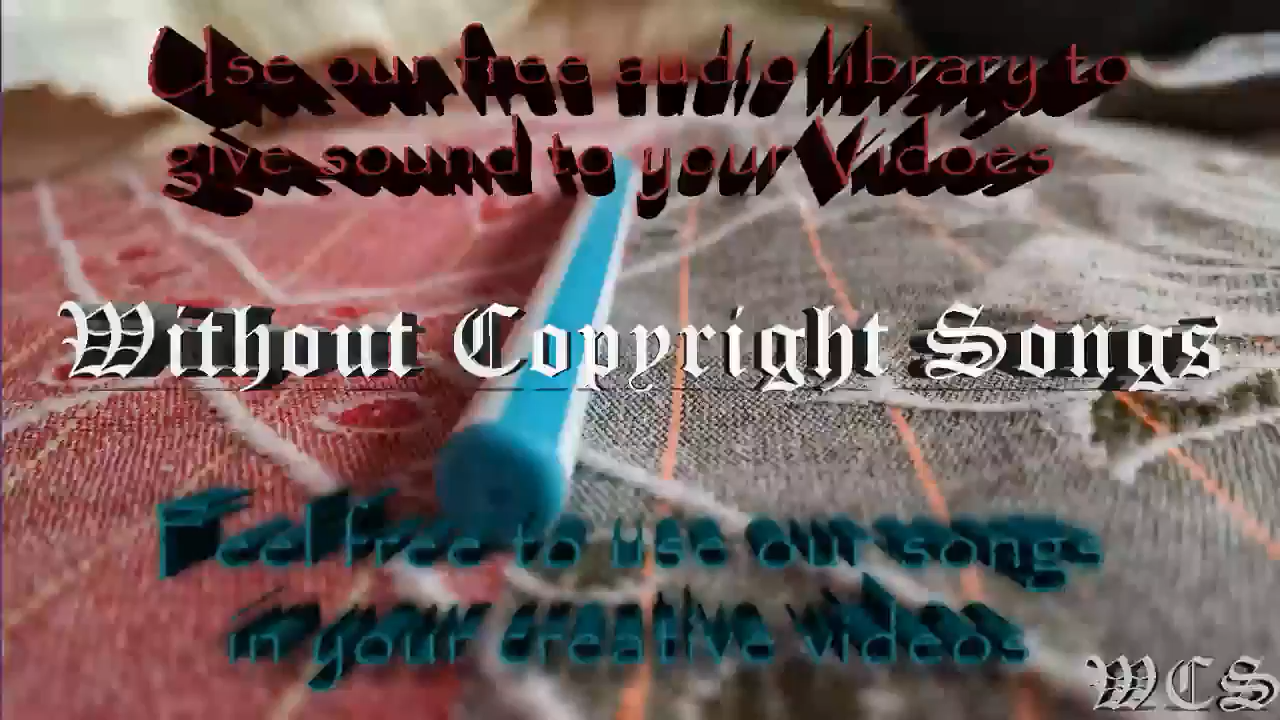 Use our free audio library to
give sound to your Vidoes
Without Copyright Songs
Feel free to use our songs
in your creative videos
WCS